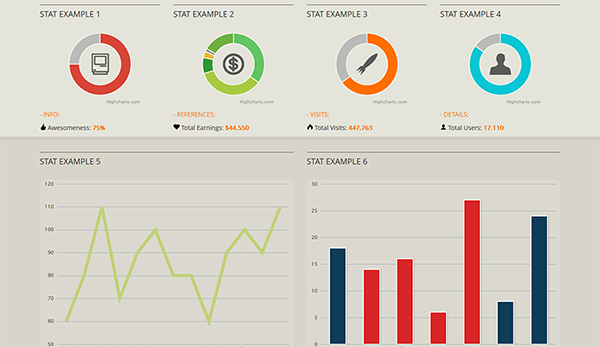 STAT EXAMPLE 1
STAT EXAMPLE 2
STAT EXAMPLE 3
STAT EXAMPLE 4
Highcharts.com
Highcharts.com
Highcharts.com
Highcharts.com
- INFO:
- REFERENCES:
- VISITS:
- DETAILS:
Awesomeness: 75%
Total Earnings: $44.550
Total Visits: 447.763
Total Users: 17.110
STAT EXAMPLE 5
STAT EXAMPLE 6
120
110
100
90
80
70
60
50
30
25
20
15
10
5
0